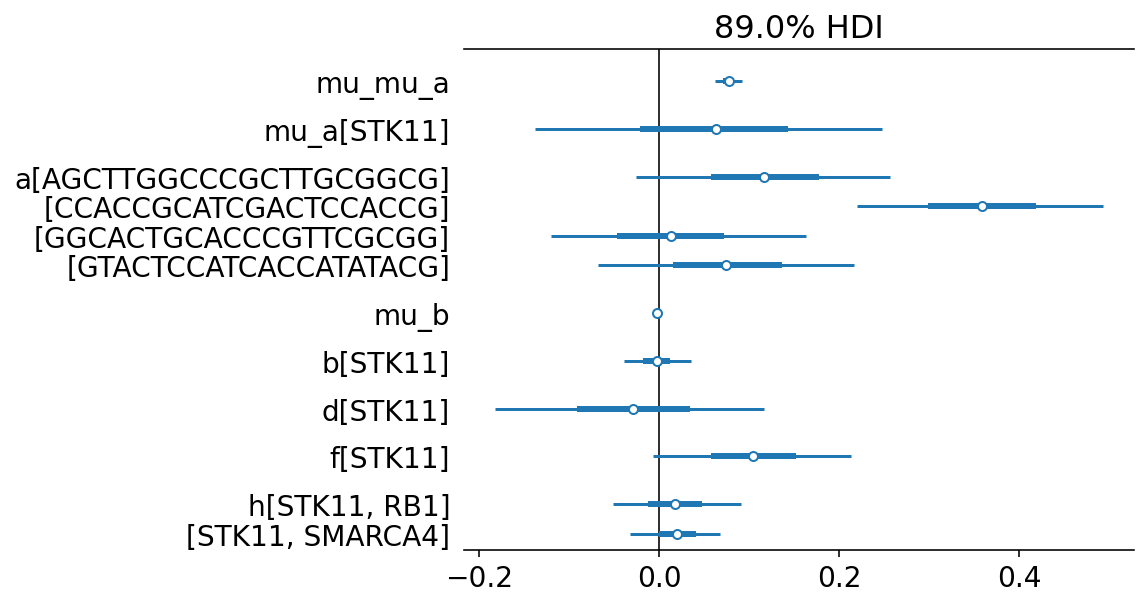 89.0% HDI
mu_mu_a
mu_a[STK11]
a[AGCTTGGCCCGCTTGCGGCG]
[CCACCGCATCGACTCCACCG]
[GGCACTGCACCCGTTCGCGG]
[GTACTCCATCACCATATACG]
mu_b
b[STK11]
d[STK11]
f[STK11]
h[STK11, RB1]
[STK11, SMARCA4]
−0.2 0.0 0.2 0.4